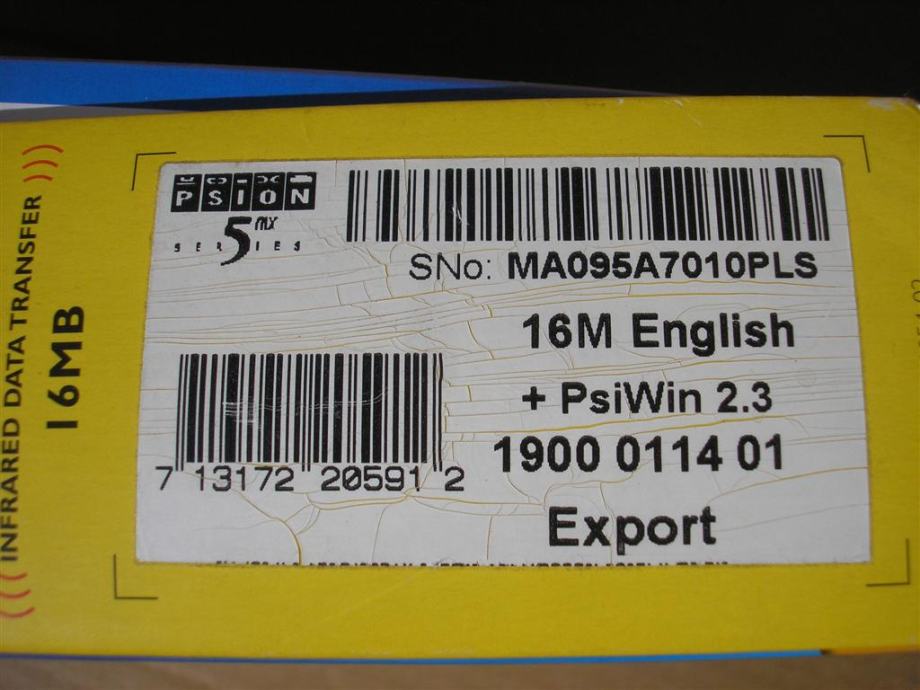 ((( INFRARED DATA TRANSFER )))
16MB
PSION
SERIES 5mx
SNo: MA095A7010PLS
16M English
+ PsiWin 2.3
1900 0114 01
Export
7 13172 20591 2